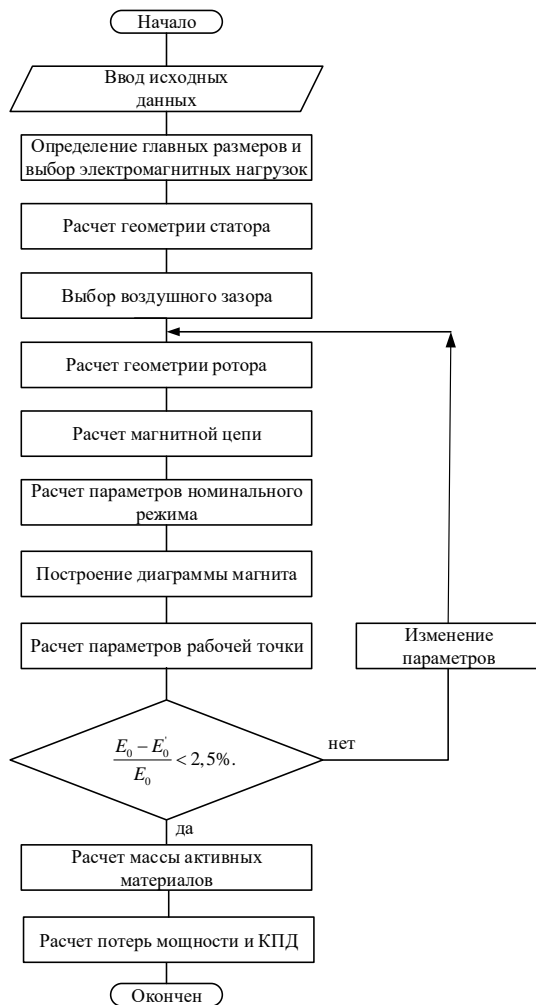 Начало
Ввод исходных
данных
Определение главных размеров и
выбор электромагнитных нагрузок
Расчет геометрии статора
Выбор воздушного зазора
Расчет геометрии ротора
Расчет магнитной цепи
Расчет параметров номинального
режима
Построение диаграммы магнита
Расчет параметров рабочей точки
Изменение
параметров
(E₀ − E₀')/E₀ < 2,5%.
нет
да
Расчет массы активных
материалов
Расчет потерь мощности и КПД
Окончен